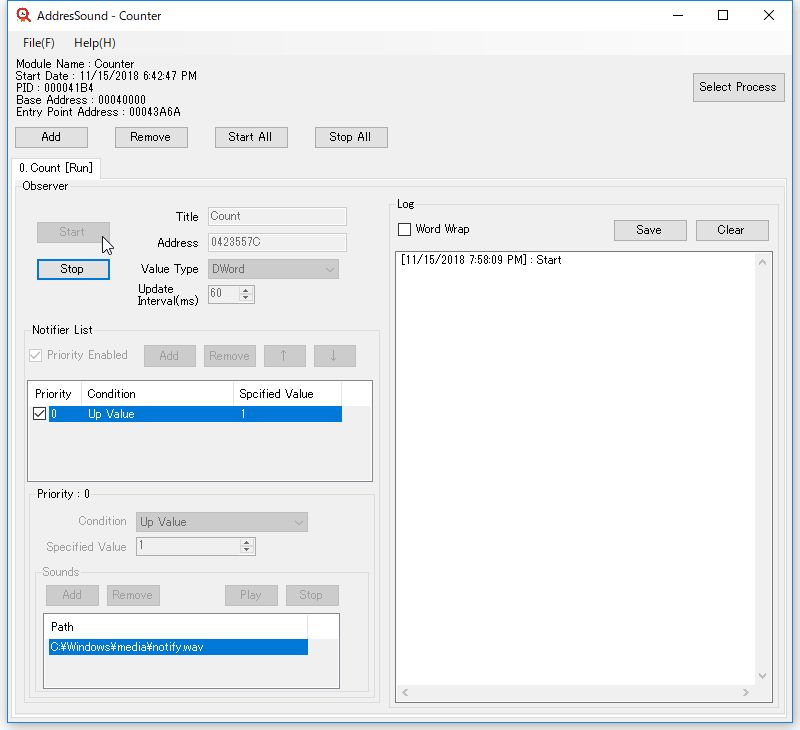 AddresSound - Counter
File(F) Help(H)
Module Name : Counter
Start Date : 11/15/2018 6:42:47 PM
PID : 000041B4
Base Address : 00040000
Entry Point Address : 00043A6A
Select Process
Add Remove Start All Stop All
0. Count [Run]
Observer
Start
Stop
Title Count
Address 0423557C
Value Type DWord
Update Interval(ms) 60
Notifier List
Priority Enabled Add Remove ↑ ↓
Priority Condition Spcified Value
0 Up Value 1
Priority : 0
Condition Up Value
Specified Value 1
Sounds
Add Remove Play Stop
Path
C:¥Windows¥media¥notify.wav
Log
Word Wrap Save Clear
[11/15/2018 7:58:09 PM] : Start